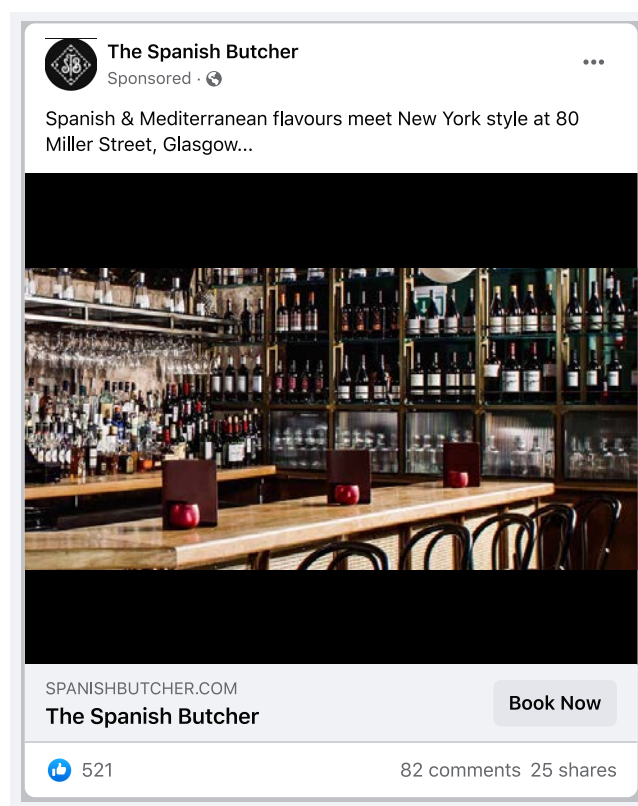 The Spanish Butcher
Sponsored ·
Spanish & Mediterranean flavours meet New York style at 80
Miller Street, Glasgow...
SPANISHBUTCHER.COM
The Spanish Butcher
Book Now
521
82 comments 25 shares